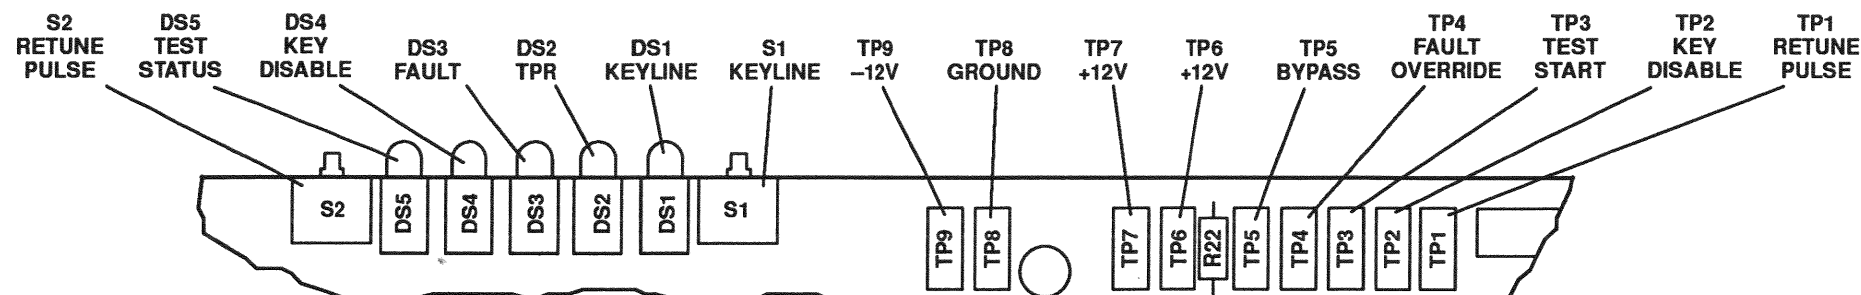 S2
RETUNE
PULSE
DS5
TEST
STATUS
DS4
KEY
DISABLE
DS3
FAULT
DS2
TPR
DS1
KEYLINE
S1
KEYLINE
TP9
–12V
TP8
GROUND
TP7
+12V
TP6
+12V
TP5
BYPASS
TP4
FAULT
OVERRIDE
TP3
TEST
START
TP2
KEY
DISABLE
TP1
RETUNE
PULSE
S2
DS5
DS4
DS3
DS2
DS1
S1
TP9
TP8
TP7
TP6
R22
TP5
TP4
TP3
TP2
TP1